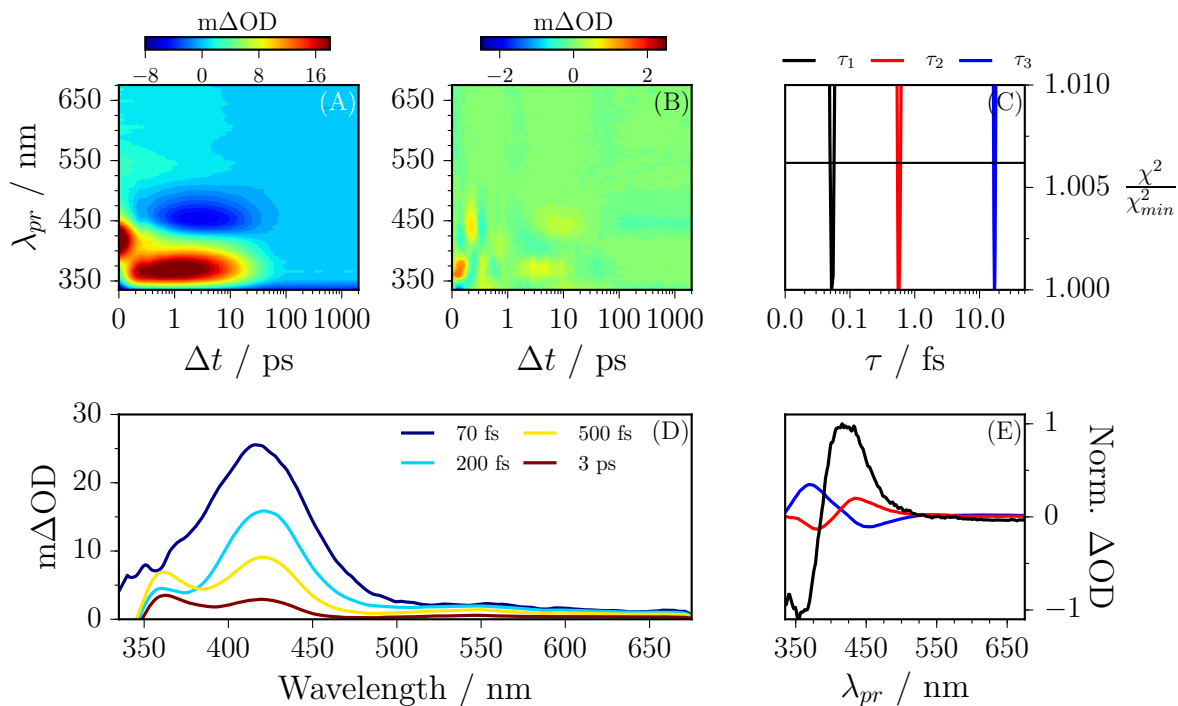 mΔOD
−8 0 8 16
(A)
650
550
450
350
λpr / nm
0 1 10 100 1000
Δt / ps
mΔOD
−2 0 2
(B)
650
550
450
350
0 1 10 100 1000
Δt / ps
τ1 τ2 τ3
(C)
1.010
1.005
1.000
χ²/χ²min
0.0 0.1 1.0 10.0
τ / fs
30
20
10
0
mΔOD
70 fs 500 fs (D)
200 fs 3 ps
350 400 450 500 550 600 650
Wavelength / nm
(E)
1
0
−1
Norm. ΔOD
350 450 550 650
λpr / nm